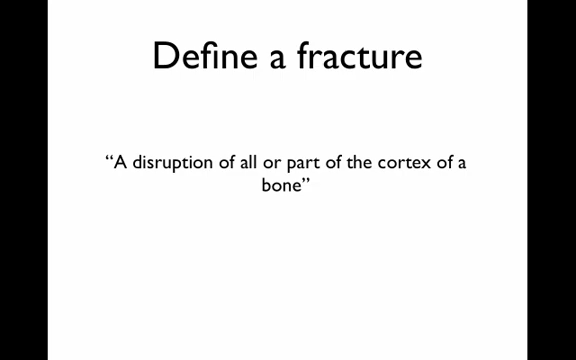 Define a fracture
“A disruption of all or part of the cortex of a
bone”